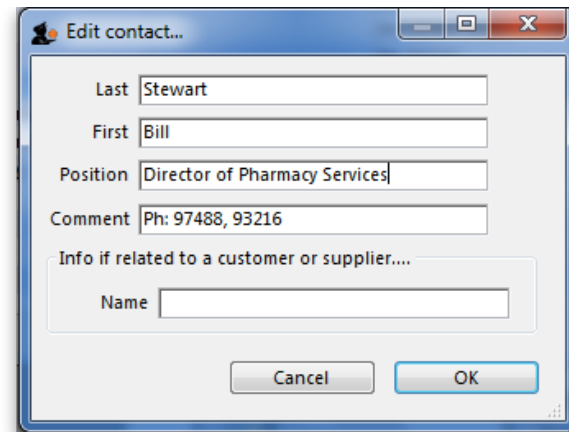 Edit contact...
Last Stewart
First Bill
Position Director of Pharmacy Services
Comment Ph: 97488, 93216
Info if related to a customer or supplier....
Name
Cancel OK